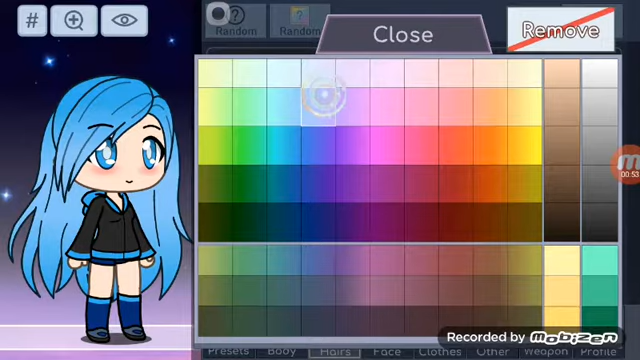 #
Random
Random
Close
Remove
00:53
Recorded by mobizen
Presets
Body
Hairs
Face
Clothes
Other
Weapon
Profile